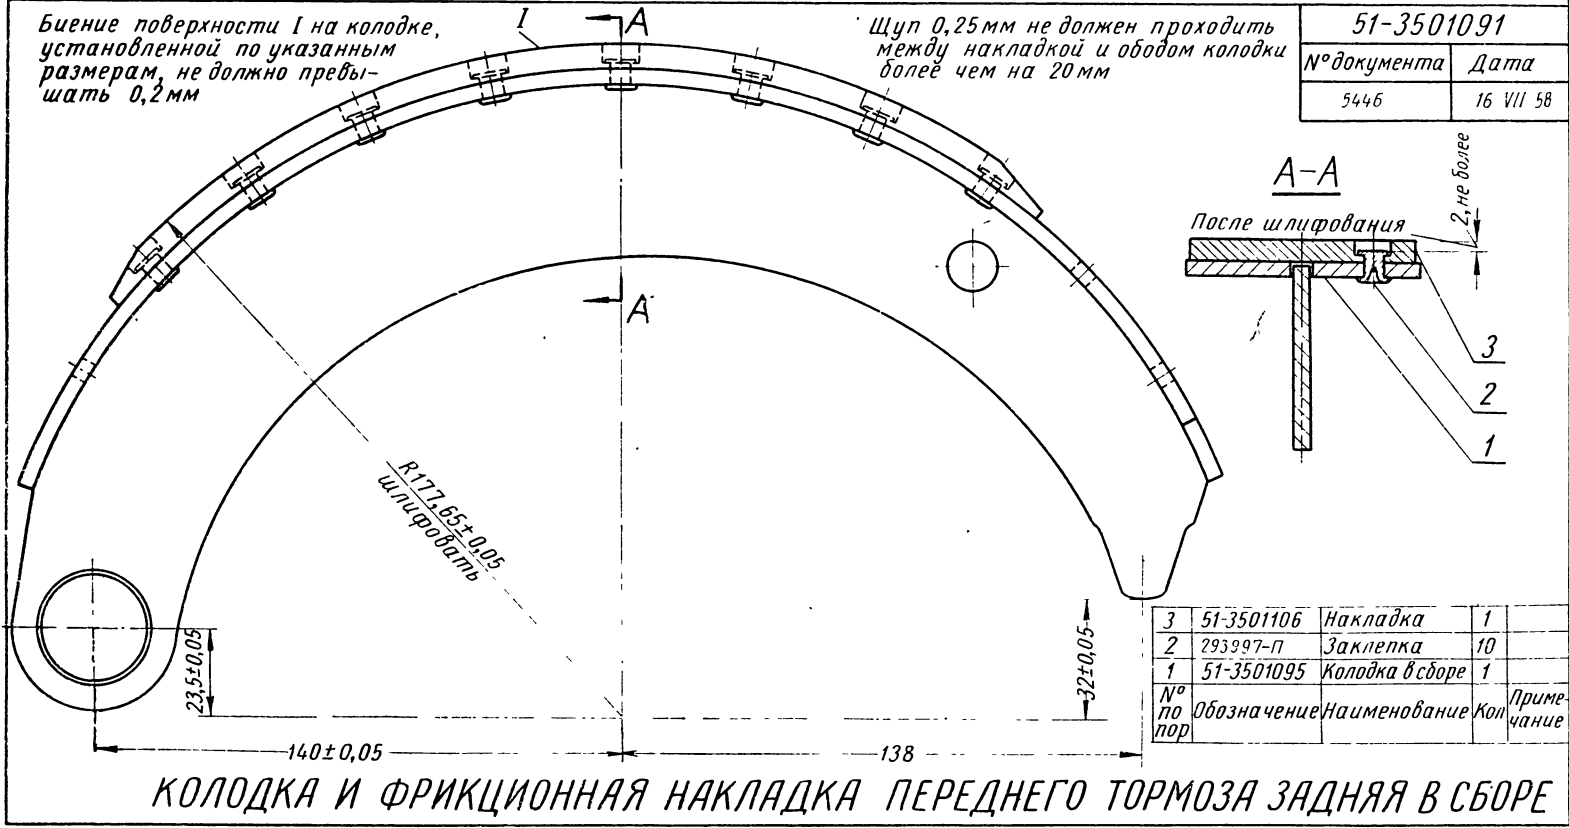 Биение поверхности I на колодке,
установленной по указанным
размерам, не должно превы-
шать 0,2 мм
I
А
Щуп 0,25 мм не должен проходить
между накладкой и ободом колодки
более чем на 20 мм
51-3501091
№ документа Дата
5446 16 VII 58
А-А
После шлифования
2, не более
3
2
1
А
R177,65±0,05
шлифовать
23,5±0,05
32±0,05
140±0,05
138
3 51-3501106 Накладка 1
2 293997-П Заклепка 10
1 51-3501095 Колодка в сборе 1
№ по пор Обозначение Наименование Кол Приме-
чание
КОЛОДКА И ФРИКЦИОННАЯ НАКЛАДКА ПЕРЕДНЕГО ТОРМОЗА ЗАДНЯЯ В СБОРЕ